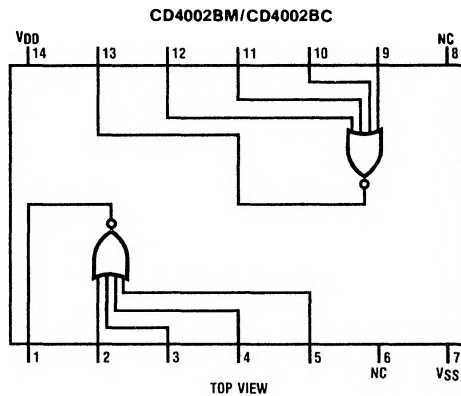 CD4002BM/CD4002BC
VDD NC
14 13 12 11 10 9 8
1 2 3 4 5 6 7
NC VSS
TOP VIEW